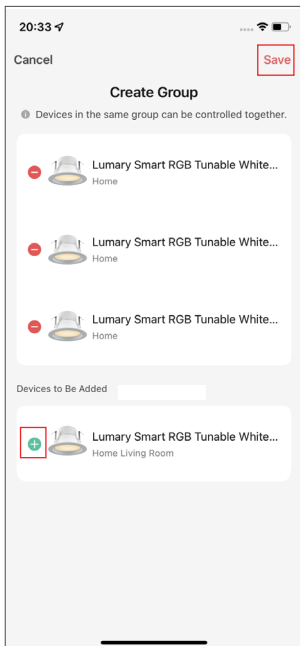 20:33
Cancel
Save
Create Group
Devices in the same group can be controlled together.
Lumary Smart RGB Tunable White...
Home
Lumary Smart RGB Tunable White...
Home
Lumary Smart RGB Tunable White...
Home
Devices to Be Added
Lumary Smart RGB Tunable White...
Home Living Room